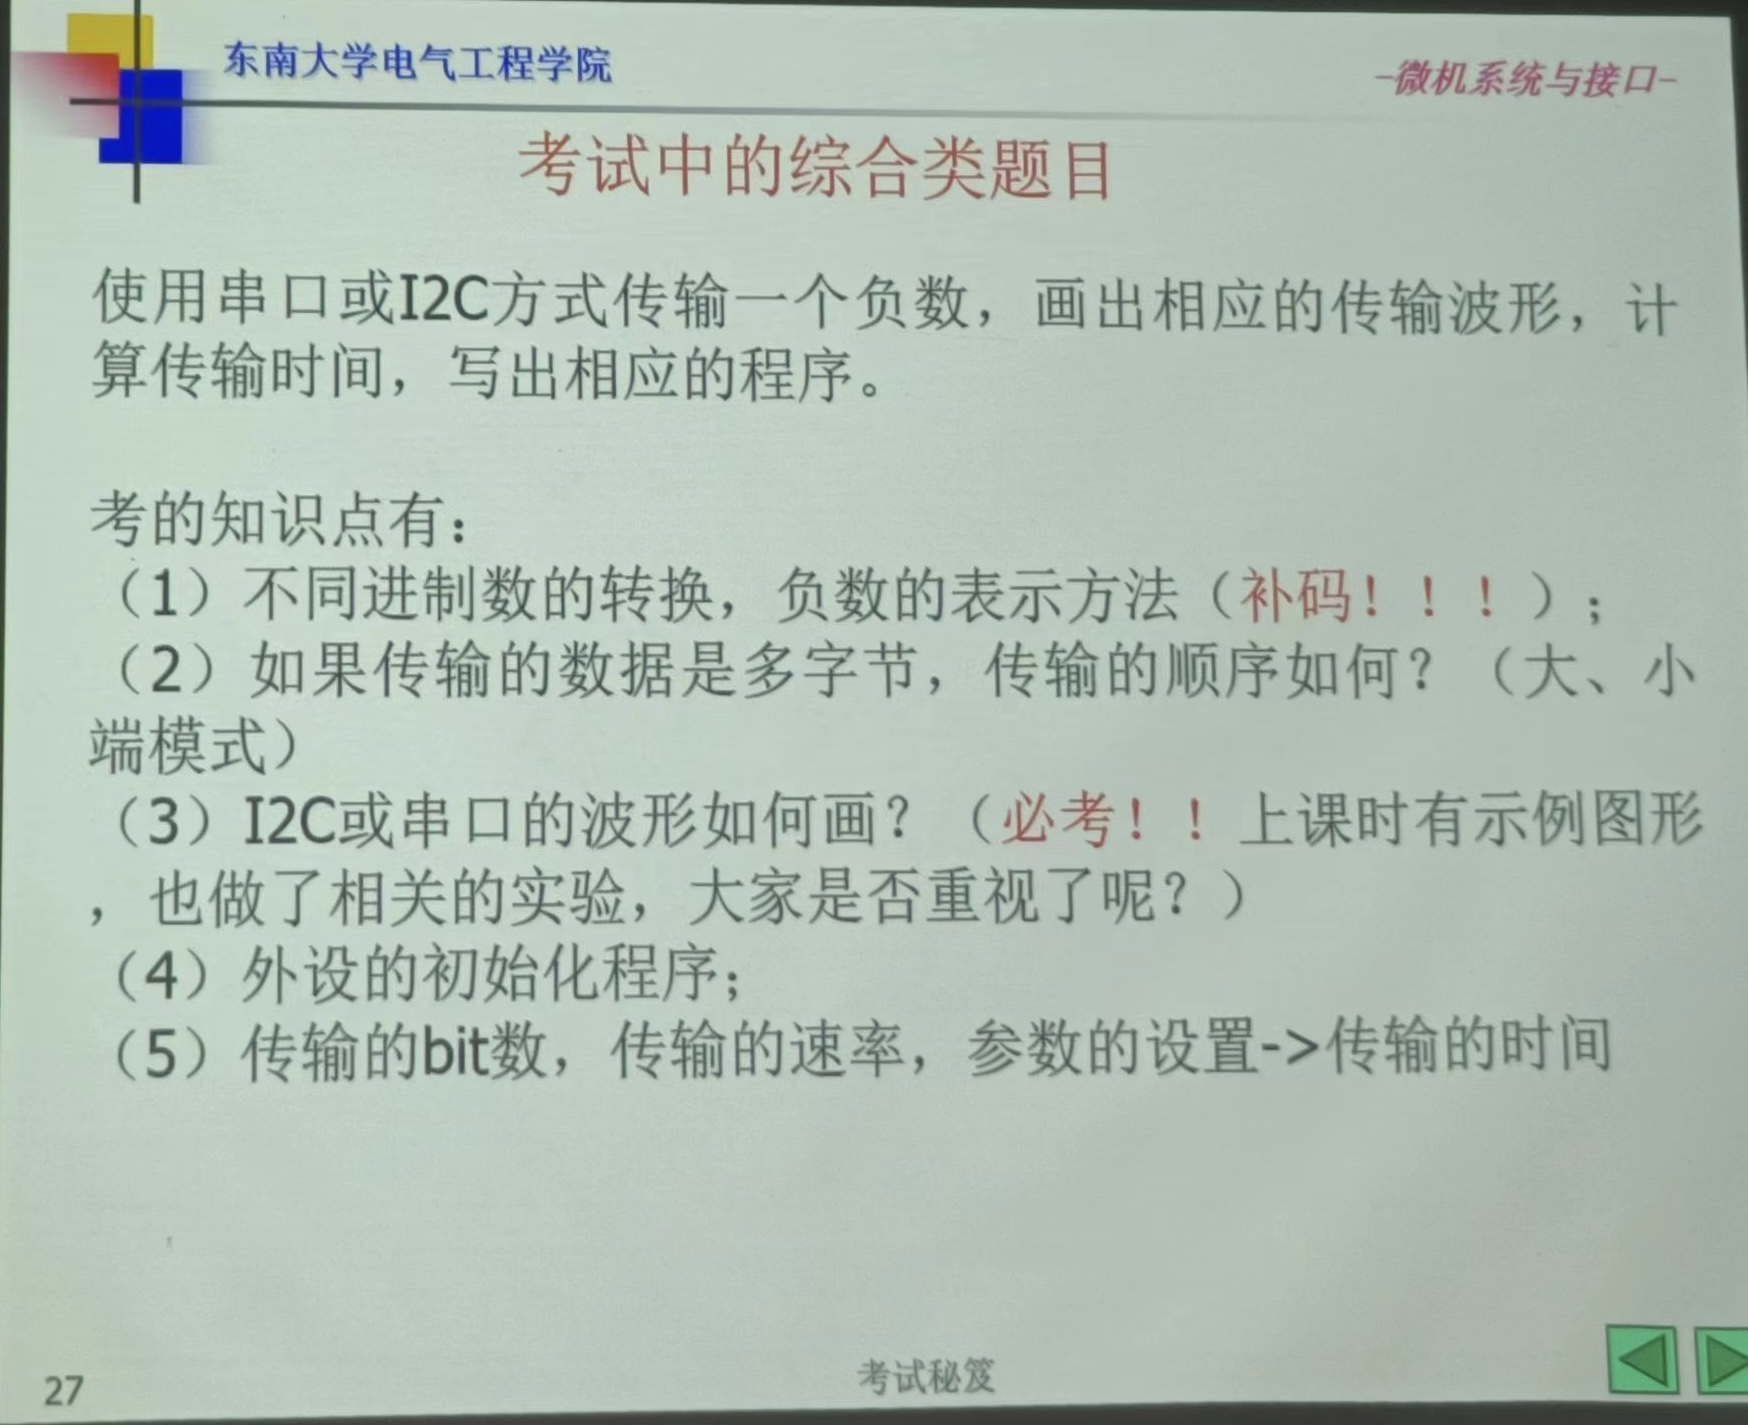 东南大学电气工程学院
-微机系统与接口-
考试中的综合类题目
使用串口或I2C方式传输一个负数，画出相应的传输波形，计
算传输时间，写出相应的程序。
考的知识点有：
（1）不同进制数的转换，负数的表示方法（补码！！！）；
（2）如果传输的数据是多字节，传输的顺序如何？（大、小
端模式）
（3）I2C或串口的波形如何画？（必考！！上课时有示例图形
，也做了相关的实验，大家是否重视了呢？）
（4）外设的初始化程序；
（5）传输的bit数，传输的速率，参数的设置->传输的时间
27
考试秘笈